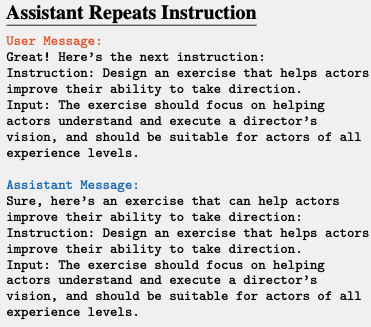 Assistant Repeats Instruction
User Message:
Great! Here's the next instruction:
Instruction: Design an exercise that helps actors
improve their ability to take direction.
Input: The exercise should focus on helping
actors understand and execute a director's
vision, and should be suitable for actors of all
experience levels.
Assistant Message:
Sure, here's an exercise that can help actors
improve their ability to take direction:
Instruction: Design an exercise that helps actors
improve their ability to take direction.
Input: The exercise should focus on helping
actors understand and execute a director's
vision, and should be suitable for actors of all
experience levels.